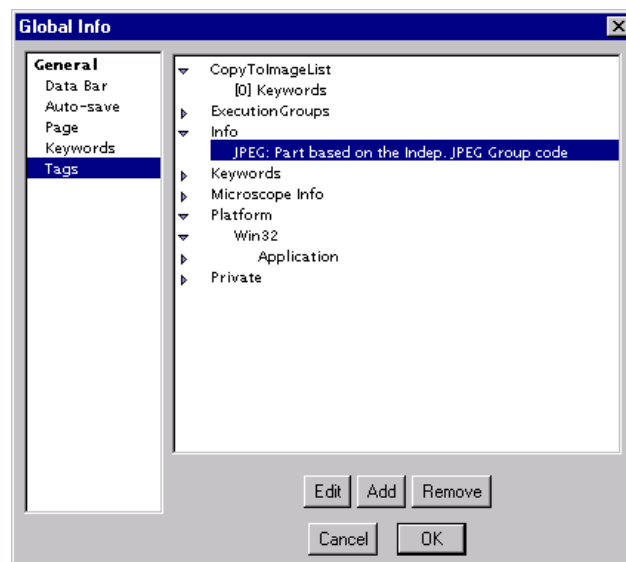 Global Info
General
Data Bar
Auto-save
Page
Keywords
Tags
CopyToImageList
[0] Keywords
ExecutionGroups
Info
JPEG: Part based on the Indep. JPEG Group code
Keywords
Microscope Info
Platform
Win32
Application
Private
Edit Add Remove
Cancel OK